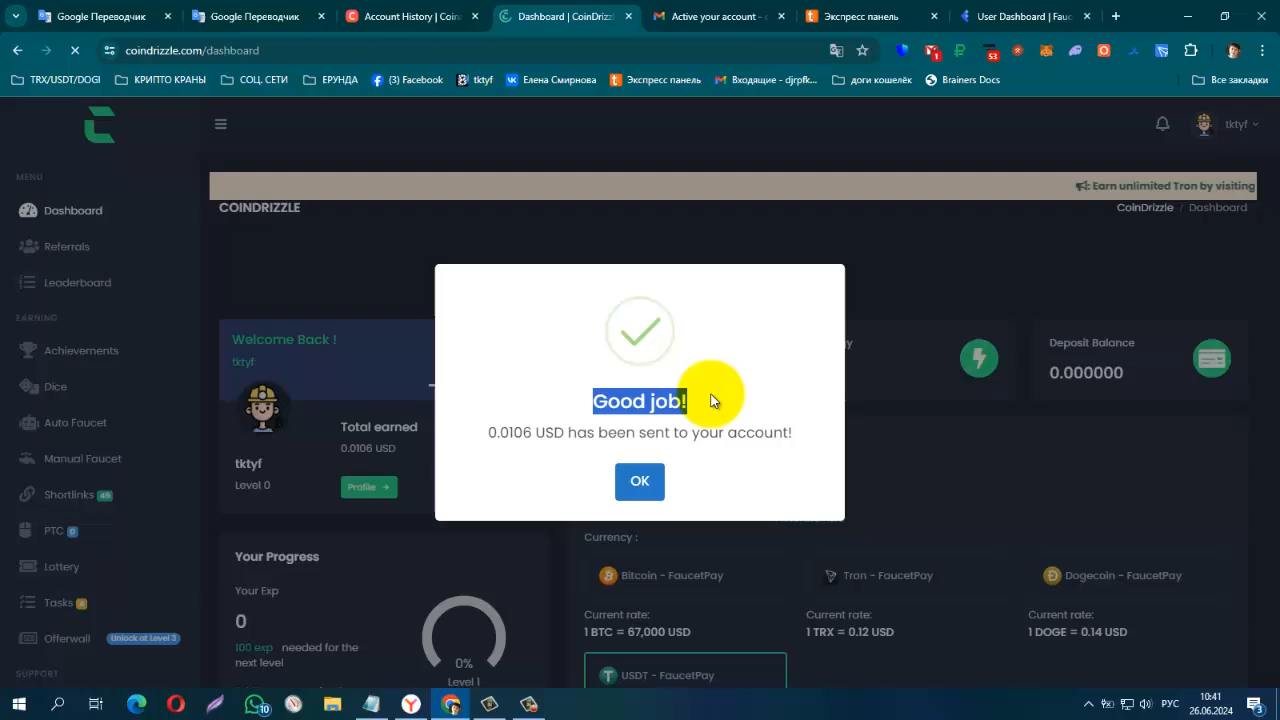 Google Переводчик
Google Переводчик
Account History | Coin
Dashboard | CoinDrizzle
Active your account - c
Экспресс панель
User Dashboard | Fauc
coindrizzle.com/dashboard
1
53
TRX/USDT/DOGI
КРИПТО КРАНЫ
СОЦ. СЕТИ
ЕРУНДА
(3) Facebook
tktyf
Елена Смирнова
Экспресс панель
Входящие - djrpfk...
доги кошелёк
Brainers Docs
Все закладки
tktyf
MENU
Dashboard
Referrals
Leaderboard
EARNING
Achievements
Dice
Auto Faucet
Manual Faucet
Shortlinks 45
PTC
Lottery
Tasks
Offerwall Unlock at Level 3
SUPPORT
: Earn unlimited Tron by visiting
COINDRIZZLE
CoinDrizzle / Dashboard
Welcome Back !
tktyf
Total earned
0.0106 USD
tktyf
Level 0
Profile →
Deposit Balance
0.000000
Good job!
0.0106 USD has been sent to your account!
OK
Your Progress
Your Exp
0
100 exp needed for the
next level
0%
Level 1
Currency :
Bitcoin - FaucetPay
Tron - FaucetPay
Dogecoin - FaucetPay
Current rate:
1 BTC = 67,000 USD
Current rate:
1 TRX = 0.12 USD
Current rate:
1 DOGE = 0.14 USD
USDT - FaucetPay
10
РУС
10:41
26.06.2024
3